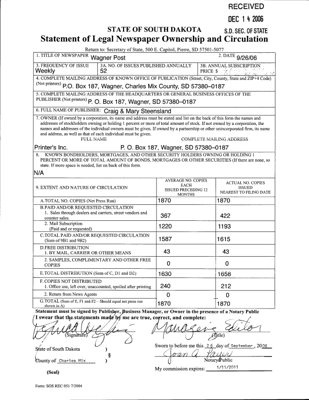 RECEIVED
DEC 14 2006
S.D. SEC. OF STATE
STATE OF SOUTH DAKOTA
Statement of Legal Newspaper Ownership and Circulation
Return to: Secretary of State, 500 E. Capitol, Pierre, SD 57501-5077
1. TITLE OF NEWSPAPER Wagner Post
2. DATE 9/26/06
3. FREQUENCY OF ISSUE Weekly
3A. NO. OF ISSUES PUBLISHED ANNUALLY 52
3B. ANNUAL SUBSCRIPTION PRICE $
4. COMPLETE MAILING ADDRESS OF KNOWN OFFICE OF PUBLICATION (Street, City, County, State and ZIP+4 Code)
(Not printers) P.O. Box 187, Wagner, Charles Mix County, SD 57380-0187
5. COMPLETE MAILING ADDRESS OF THE HEADQUARTERS OR GENERAL BUSINESS OFFICES OF THE
PUBLISHER (Not printers) P. O. Box 187, Wagner, SD 57380-0187
6. FULL NAME OF PUBLISHER: Craig & Mary Steensland
7. OWNER (If owned by a corporation, its name and address must be stated and list on the back of this form the names and
addresses of stockholders owning or holding 1 percent or more of total amount of stock. If not owned by a corporation, the
names and addresses of the individual owners must be given. If owned by a partnership or other unincorporated firm, its name
and address, as well as that of each individual must be given.
FULL NAME
COMPLETE MAILING ADDRESS
Printer's Inc.
P. O. Box 187, Wagner, SD 57380-0187
8. KNOWN BONDHOLDERS, MORTGAGES, AND OTHER SECURITY HOLDERS OWNING OR HOLDING 1
PERCENT OR MORE TO TOTAL AMOUNT OF BONDS, MORTGAGES OR OTHER SECURITIES (If there are none, so
state. If more space is needed, list on back of this form.
N/A
9. EXTENT AND NATURE OF CIRCULATION
AVERAGE NO. COPIES EACH ISSUED PRECEDING 12 MONTHS
ACTUAL NO. COPIES ISSUED NEAREST TO FILING DATE
A.TOTAL NO. COPIES (Net Press Run) 1870 1870
B.PAID AND/OR REQUESTED CIRCULATION
1. Sales through dealers and carriers, street vendors and counter sales. 367 422
2. Mail Subscription (Paid and or requested) 1220 1193
C.TOTAL PAID AND/OR REQUESTED CIRCULATION (Sum of 9B1 and 9B2) 1587 1615
D.FREE DISTRIBUTION
1. BY MAIL, CARRIER OR OTHER MEANS 43 43
2. SAMPLES, COMPLIMENTARY AND OTHER FREE COPIES 0 0
E.TOTAL DISTRIBUTION (Sum of C, D1 and D2) 1630 1658
F.COPIES NOT DISTRIBUTED
1. Office use, left over, unaccounted, spoiled after printing 240 212
2. Return from News Agents 0 0
G.TOTAL (Sum of E, F1 and F2 - Should equal net press run shown in A) 1870 1870
Statement must be signed by Publisher, Business Manager, or Owner in the presence of a Notary Public
I swear that the statements made by me are true, correct, and complete:
Managing Editor
(Signature)
(Title)
State of South Dakota )
County of Charles Mix )
Sworn to before me this 26 day of September, 2006
Notary Public
(Seal)
My commission expires:
Form: SOS REC 051 7/2004